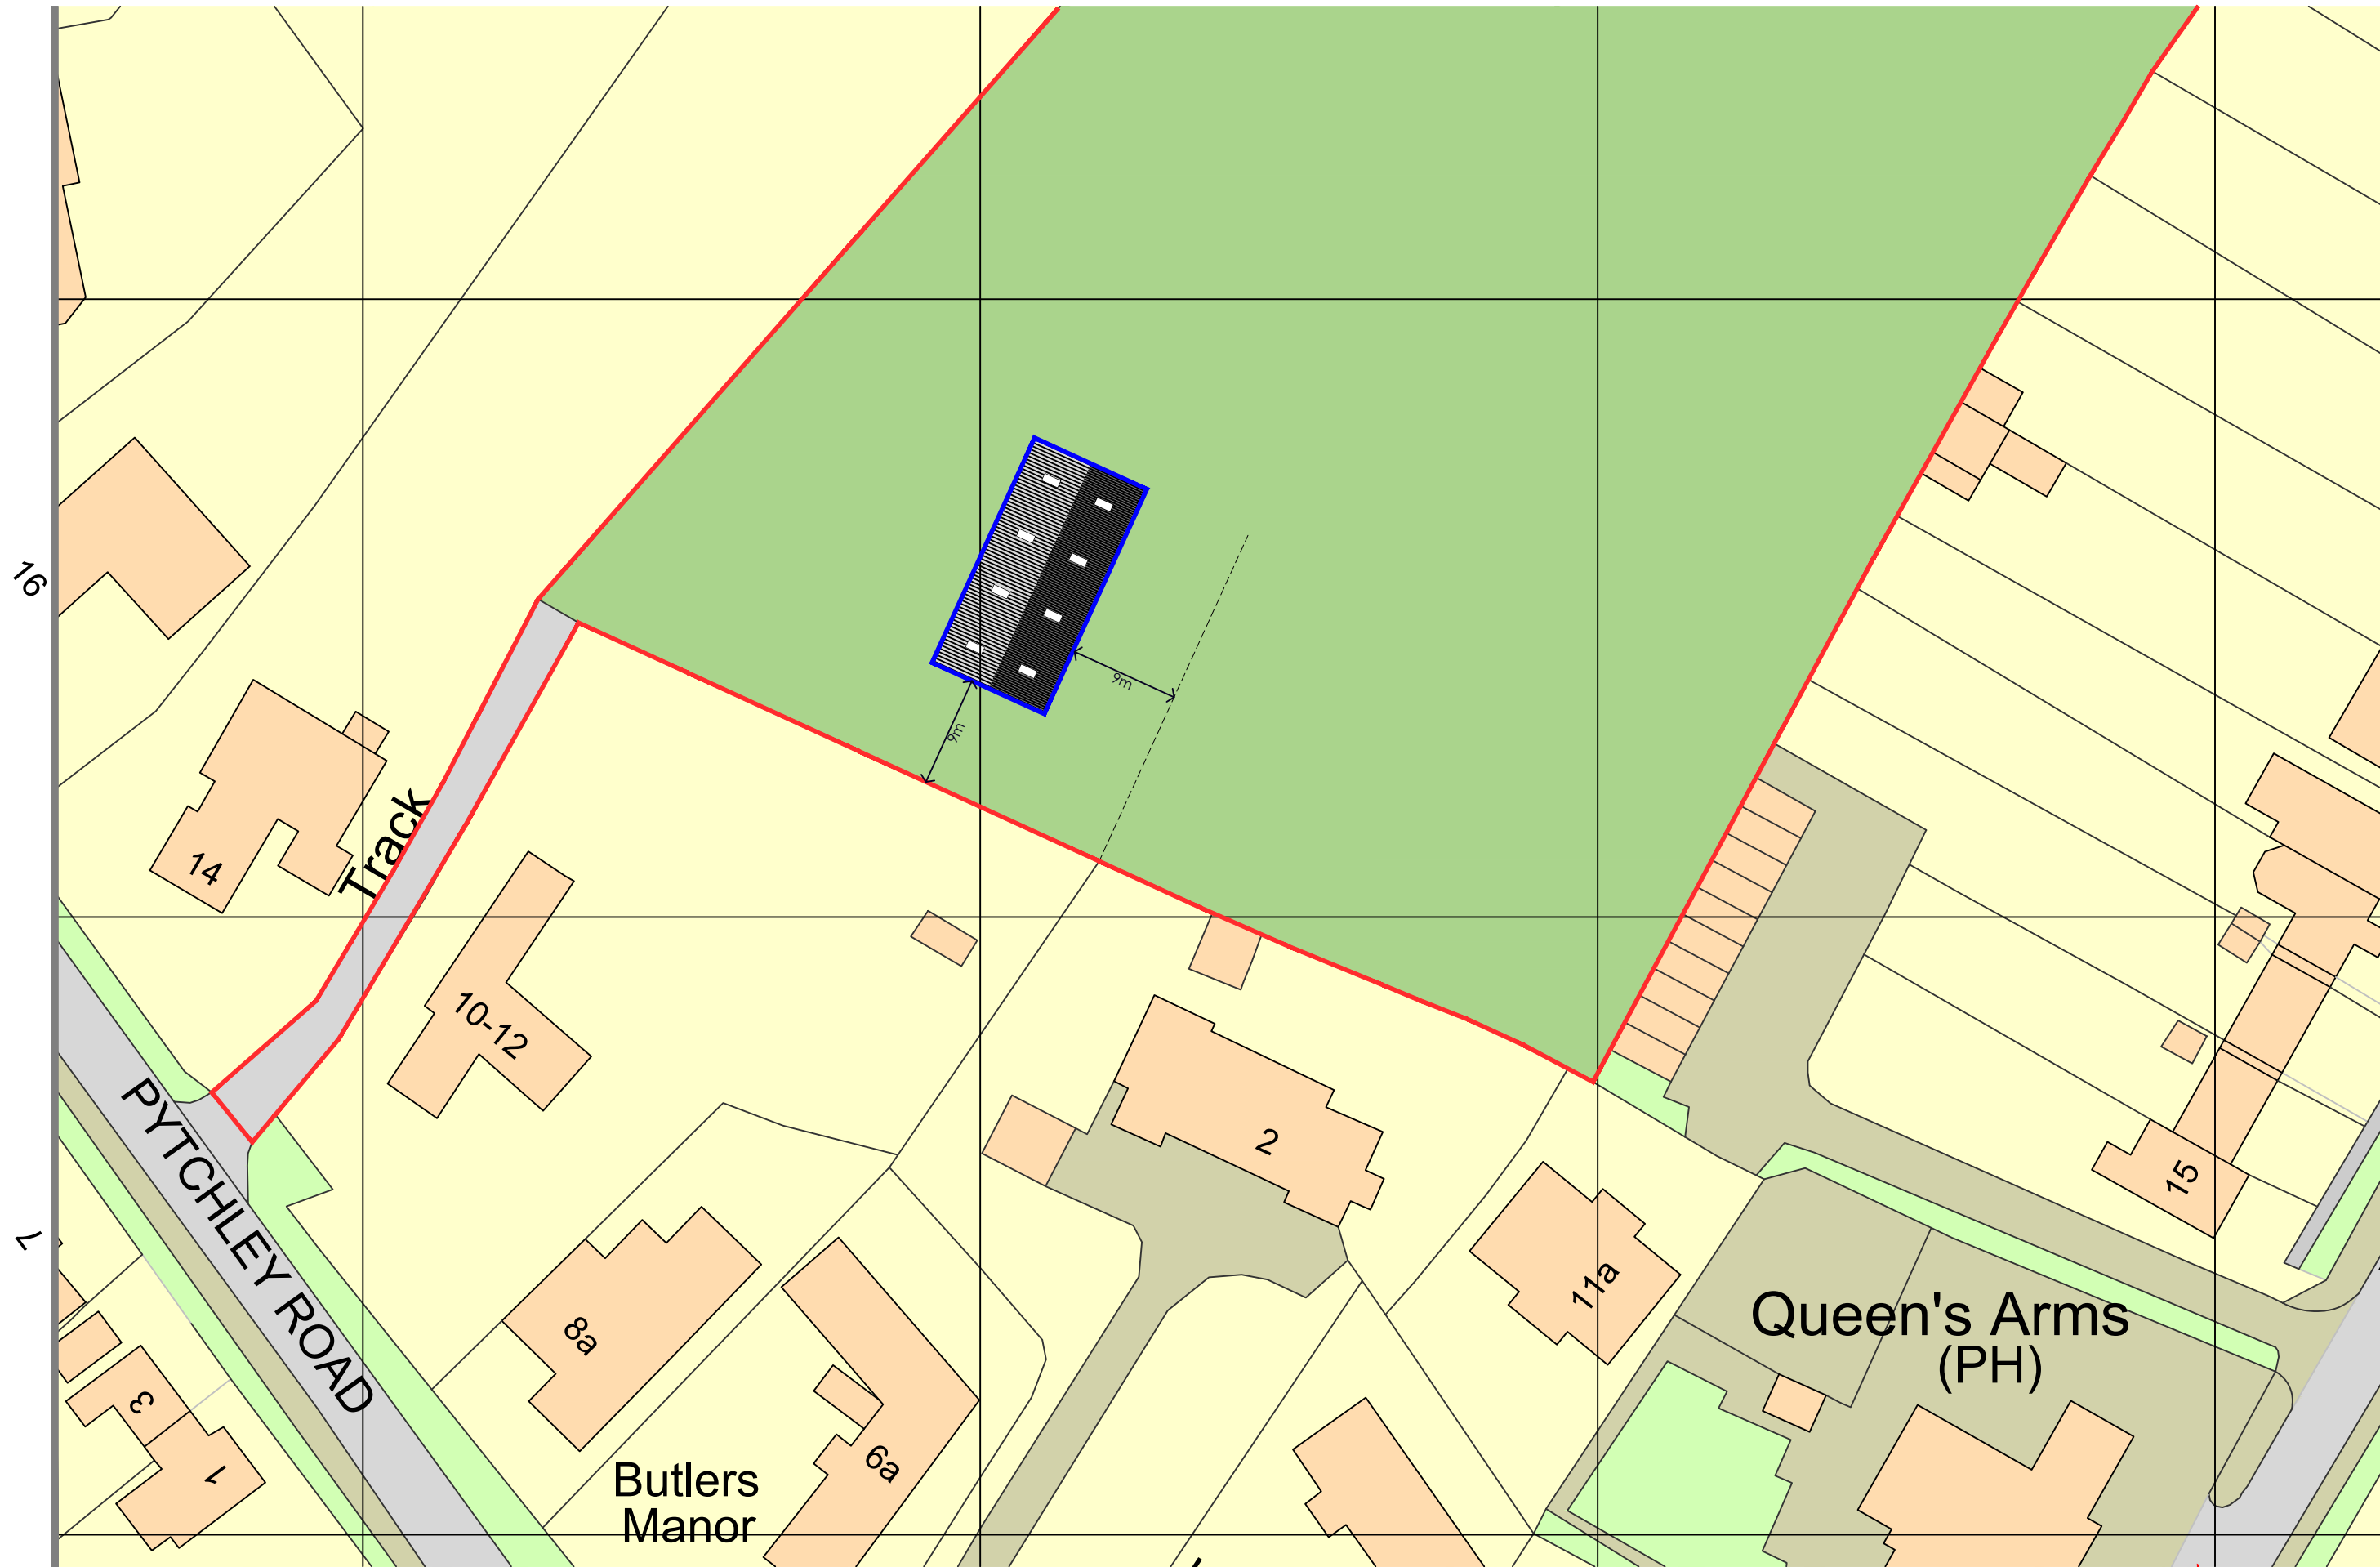 16
9m
9m
14
Track
10-12
2
15
7
PYTCHLEY ROAD
11a
8a
Queen's Arms
(PH)
3
6a
1
Butlers
Manor